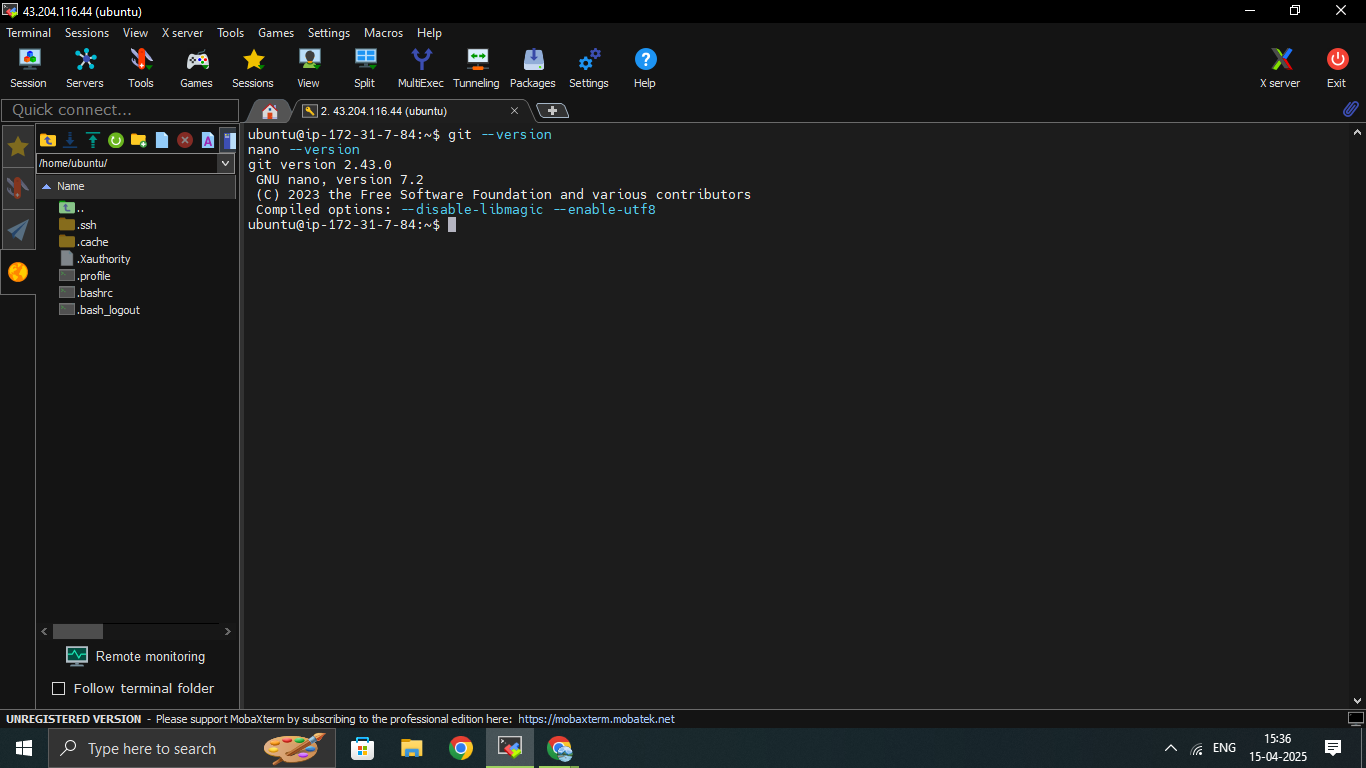 43.204.116.44 (ubuntu)
Terminal Sessions View X server Tools Games Settings Macros Help
Session Servers Tools Games Sessions View Split MultiExec Tunneling Packages Settings Help X server Exit
Quick connect...
2. 43.204.116.44 (ubuntu)
/home/ubuntu/
Name
..
.ssh
.cache
.Xauthority
.profile
.bashrc
.bash_logout
Remote monitoring
Follow terminal folder
ubuntu@ip-172-31-7-84:~$ git --version
nano --version
git version 2.43.0
GNU nano, version 7.2
(C) 2023 the Free Software Foundation and various contributors
Compiled options: --disable-libmagic --enable-utf8
ubuntu@ip-172-31-7-84:~$
UNREGISTERED VERSION - Please support MobaXterm by subscribing to the professional edition here: https://mobaxterm.mobatek.net
Type here to search
ENG
15:36
15-04-2025